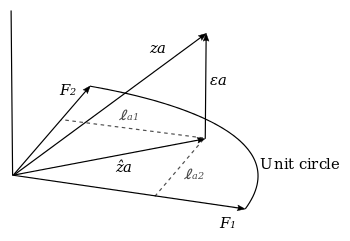 za
εa
F₂
ℓₐ₁
Unit circle
ẑa
ℓₐ₂
F₁